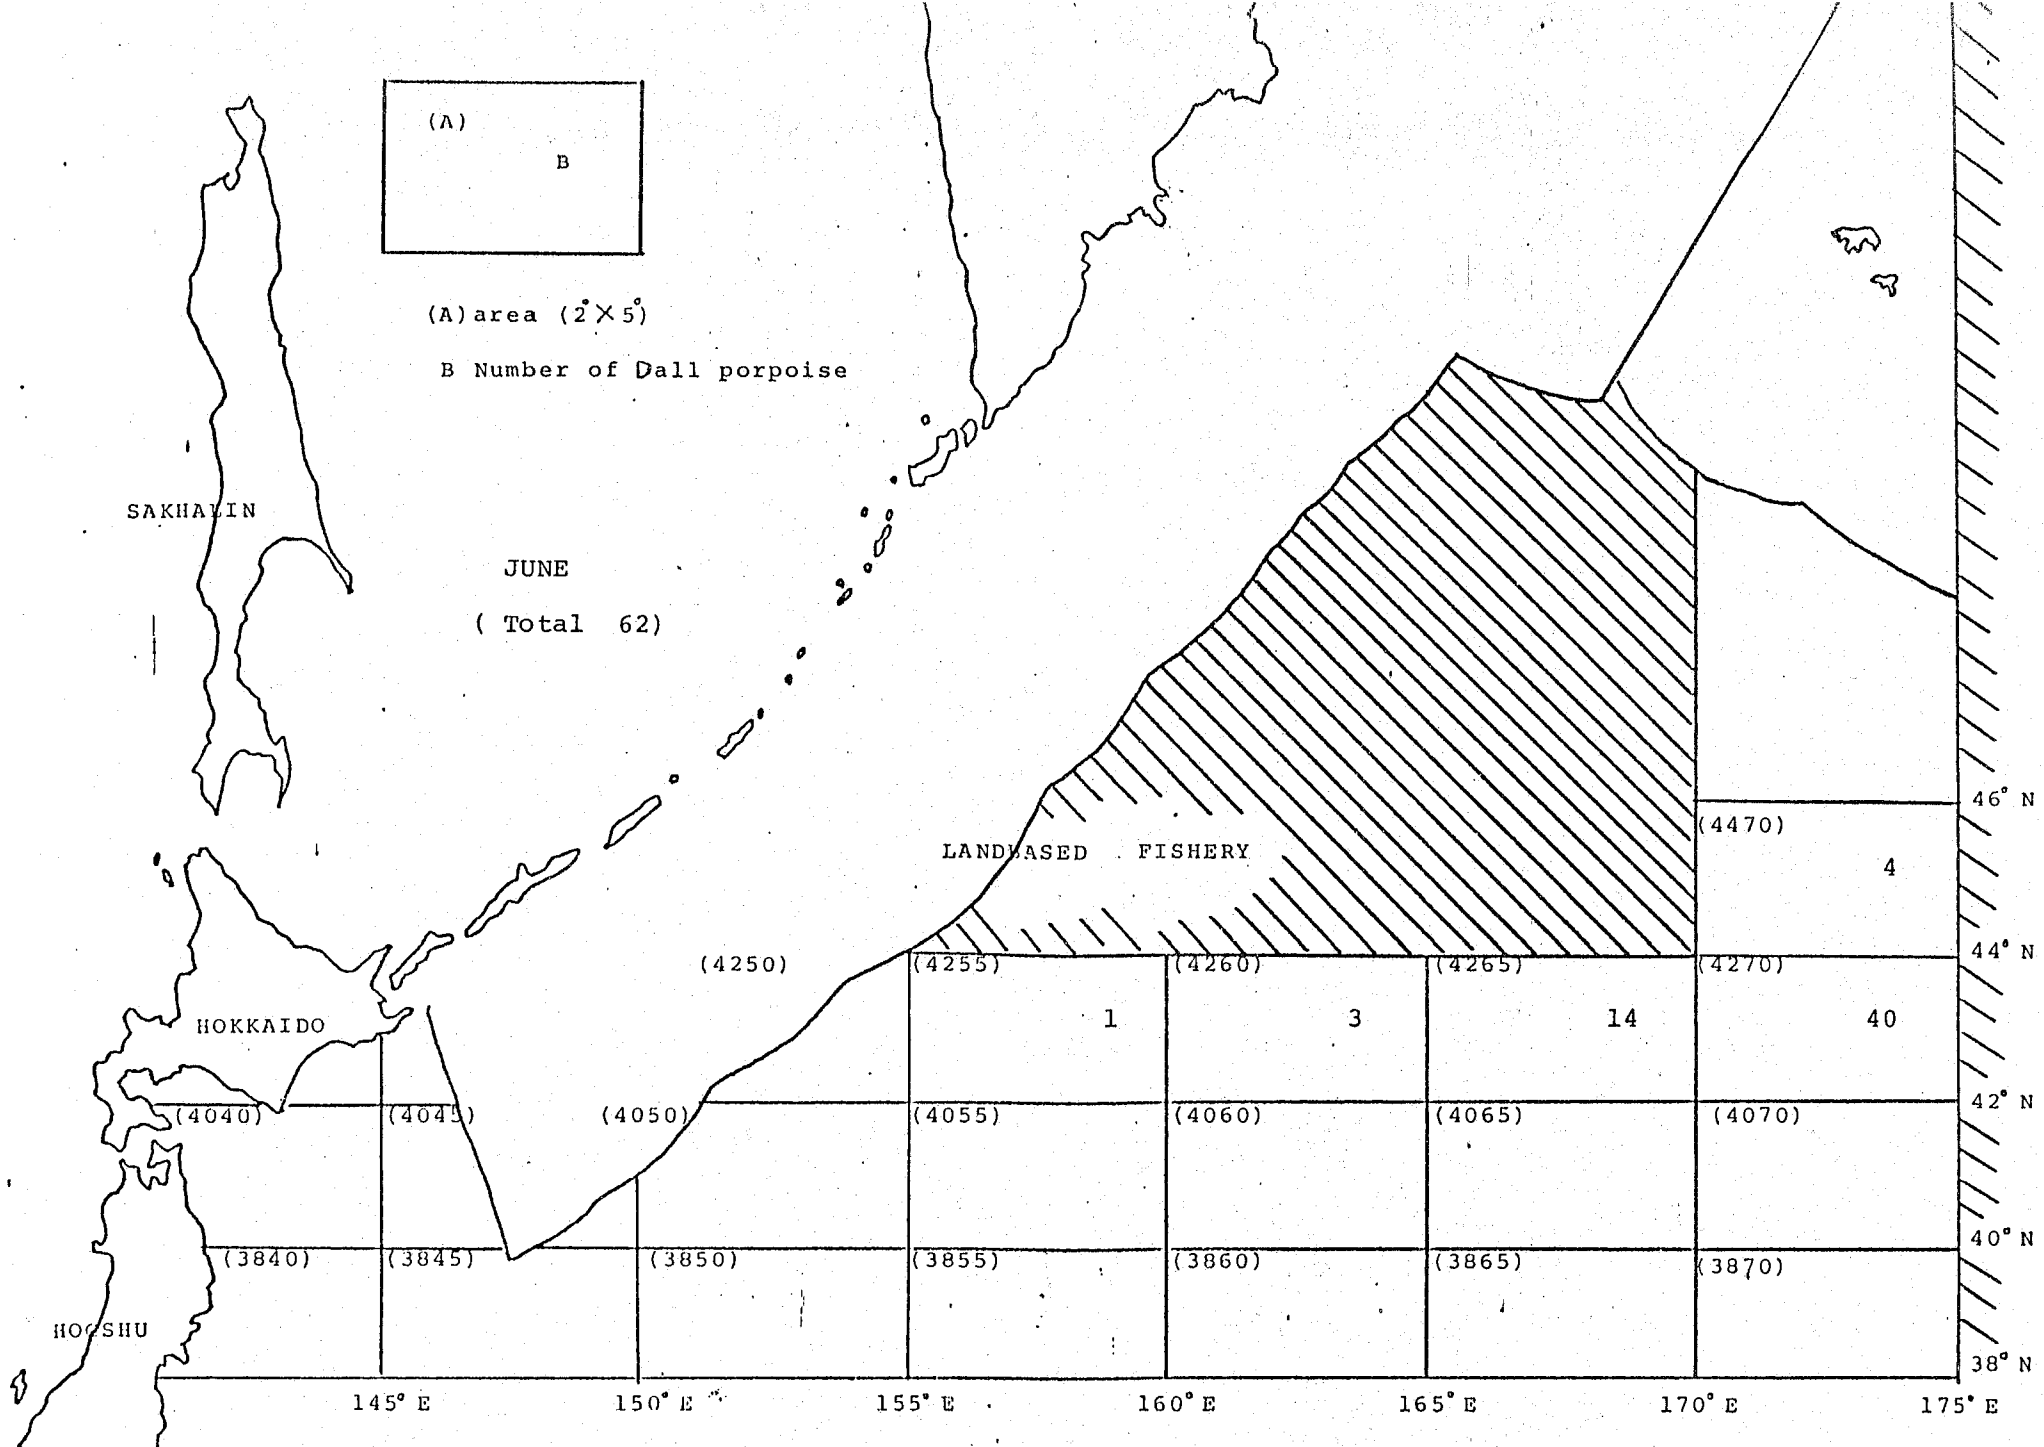 (A)
B
(A)area (2°X5°)
B Number of Dall porpoise
SAKHALIN
JUNE
( Total 62)
46° N
(4470)
LANDBASED FISHERY
4
44° N
(4250) (4255) (4260) (4265) (4270)
HOKKAIDO
1 3 14 40
42° N
(4040) (4045) (4050) (4055) (4060) (4065) (4070)
40° N
(3840) (3845) (3850) (3855) (3860) (3865) (3870)
38° N
145° E 150° E 155° E 160° E 165° E 170° E 175° E